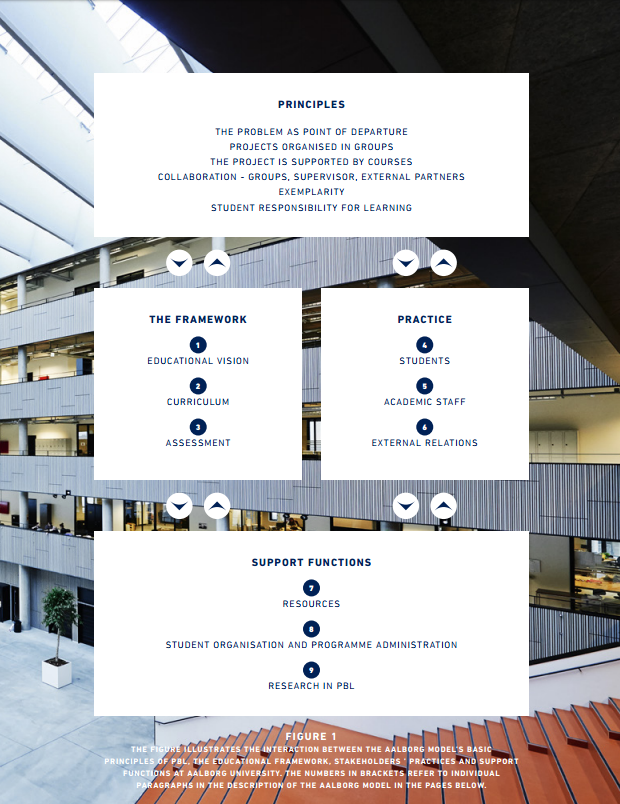 PRINCIPLES
THE PROBLEM AS POINT OF DEPARTURE
PROJECTS ORGANISED IN GROUPS
THE PROJECT IS SUPPORTED BY COURSES
COLLABORATION - GROUPS, SUPERVISOR, EXTERNAL PARTNERS
EXEMPLARITY
STUDENT RESPONSIBILITY FOR LEARNING
THE FRAMEWORK
1
EDUCATIONAL VISION
2
CURRICULUM
3
ASSESSMENT
PRACTICE
4
STUDENTS
5
ACADEMIC STAFF
6
EXTERNAL RELATIONS
SUPPORT FUNCTIONS
7
RESOURCES
8
STUDENT ORGANISATION AND PROGRAMME ADMINISTRATION
9
RESEARCH IN PBL
FIGURE 1
THE FIGURE ILLUSTRATES THE INTERACTION BETWEEN THE AALBORG MODEL'S BASIC
PRINCIPLES OF PBL, THE EDUCATIONAL FRAMEWORK, STAKEHOLDERS ' PRACTICES AND SUPPORT
FUNCTIONS AT AALBORG UNIVERSITY. THE NUMBERS IN BRACKETS REFER TO INDIVIDUAL
PARAGRAPHS IN THE DESCRIPTION OF THE AALBORG MODEL IN THE PAGES BELOW.